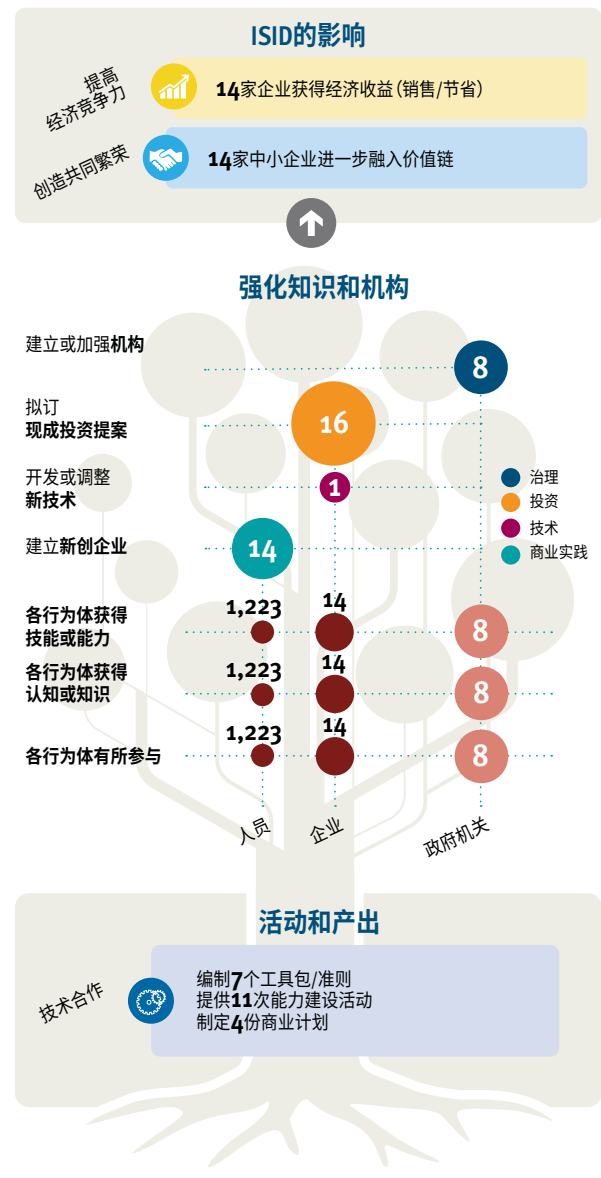 ISID的影响
提高
经济竞争力
14家企业获得经济收益（销售/节省）
创造共同繁荣
14家中小企业进一步融入价值链
强化知识和机构
建立或加强机构
8
拟订
现成投资提案
16
开发或调整
新技术
1
治理
投资
技术
商业实践
建立新创企业
14
各行为体获得
技能或能力
1,223
14
8
各行为体获得
认知或知识
1,223
14
8
各行为体有所参与
1,223
14
8
人员
企业
政府机关
活动和产出
技术合作
编制7个工具包/准则
提供11次能力建设活动
制定4份商业计划